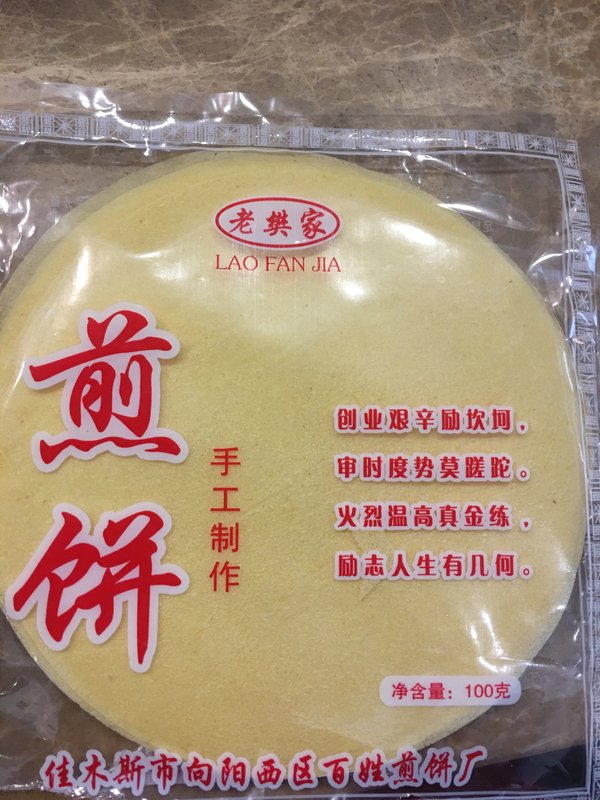 老樊家
LAO FAN JIA
煎饼
手工制作
创业艰辛励坎坷，
审时度势莫蹉跎。
火烈温高真金练，
励志人生有几何。
净含量：100克
佳木斯市向阳西区百姓煎饼厂